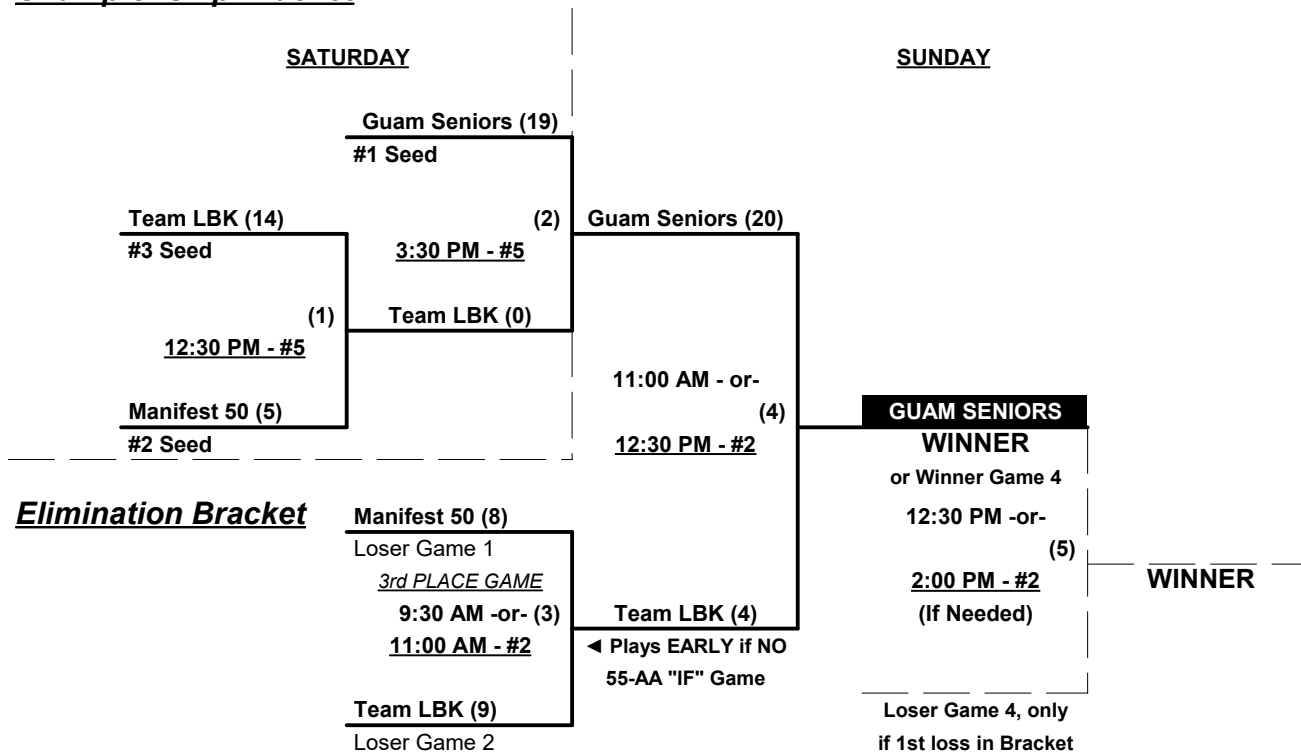 SATURDAY
SUNDAY
Guam Seniors (19)
#1 Seed
Team LBK (14)
(2)
Guam Seniors (20)
#3 Seed
3:30 PM - #5
(1)
Team LBK (0)
12:30 PM - #5
11:00 AM - or-
Manifest 50 (5)
(4)
GUAM SENIORS
#2 Seed
12:30 PM - #2
WINNER
or Winner Game 4
Elimination Bracket
Manifest 50 (8)
12:30 PM -or-
Loser Game 1
(5)
3rd PLACE GAME
2:00 PM - #2
WINNER
9:30 AM -or- (3)
Team LBK (4)
(If Needed)
11:00 AM - #2
◄ Plays EARLY if NO
55-AA "IF" Game
Team LBK (9)
Loser Game 4, only
Loser Game 2
if 1st loss in Bracket